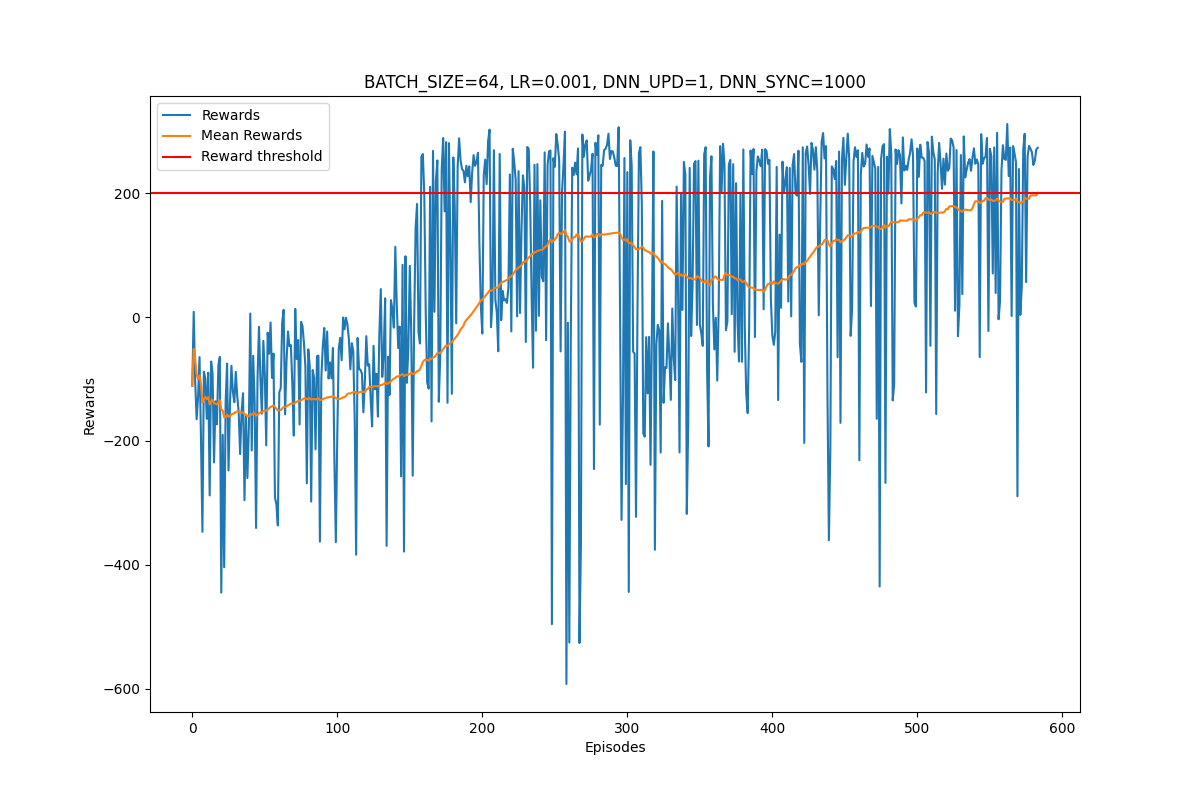 BATCH_SIZE=64, LR=0.001, DNN_UPD=1, DNN_SYNC=1000
Rewards
Mean Rewards
Reward threshold
200
0
−200
−400
−600
Rewards
0 100 200 300 400 500 600
Episodes